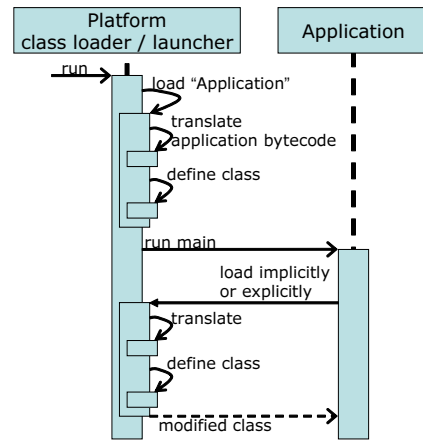 Platform
class loader / launcher
Application
run
load “Application”
translate
application bytecode
define class
run main
load implicitly
or explicitly
translate
define class
modified class